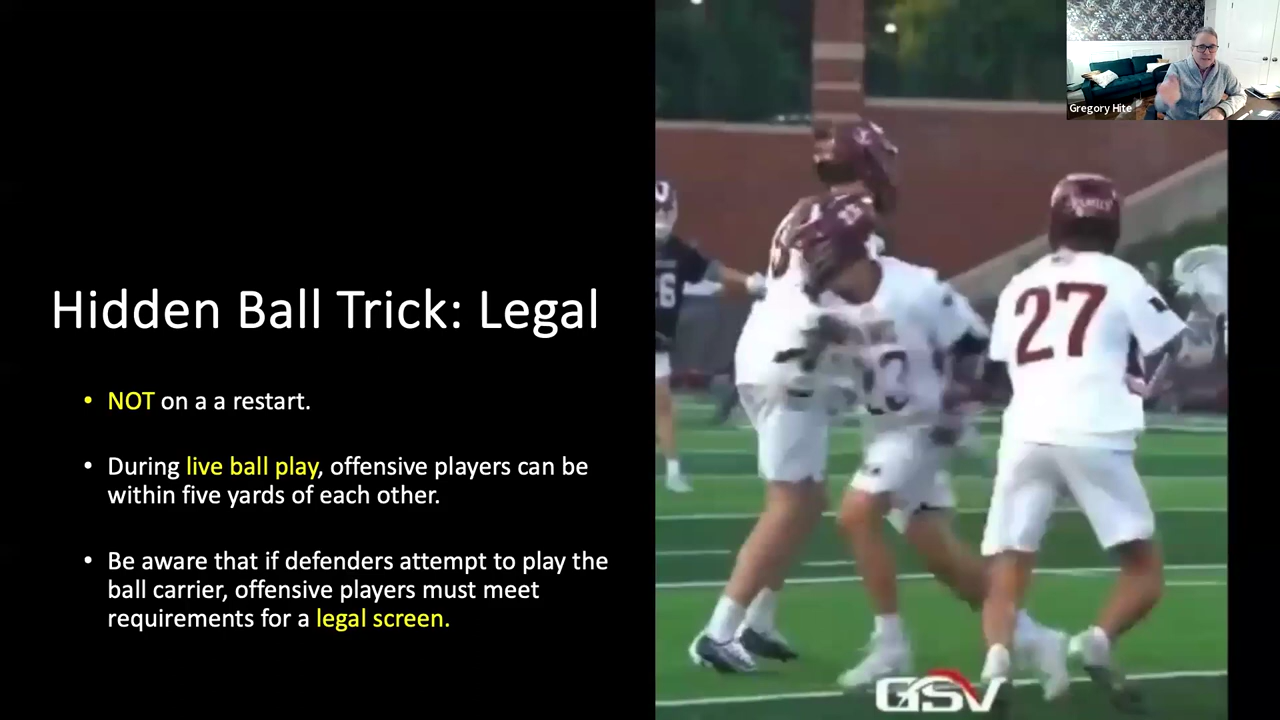 Hidden Ball Trick: Legal
• NOT on a a restart.
• During live ball play, offensive players can be
within five yards of each other.
• Be aware that if defenders attempt to play the
ball carrier, offensive players must meet
requirements for a legal screen.
Gregory Hite
27
GSV